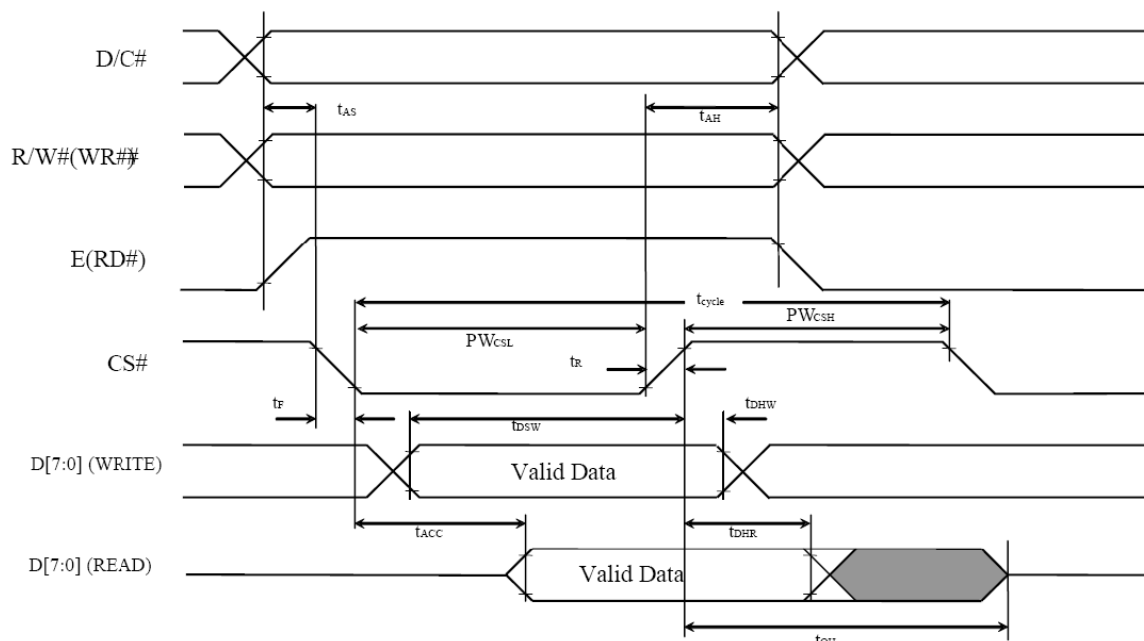 D/C#
tAS
tAH
R/W#(WR##)
E(RD#)
tcycle
PWCSL
PWCSH
CS#
tR
tF
tDSW
tDHW
D[7:0] (WRITE)
Valid Data
tACC
tDHR
D[7:0] (READ)
Valid Data